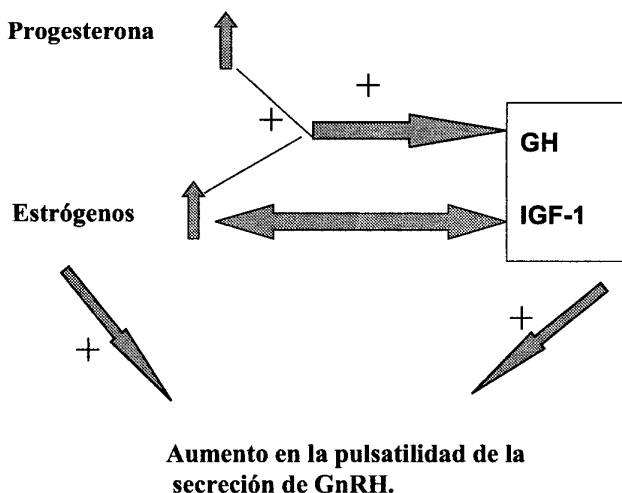 Progesterona
+
+
GH
Estrógenos
IGF-1
+
+
Aumento en la pulsatilidad de la
secreción de GnRH.